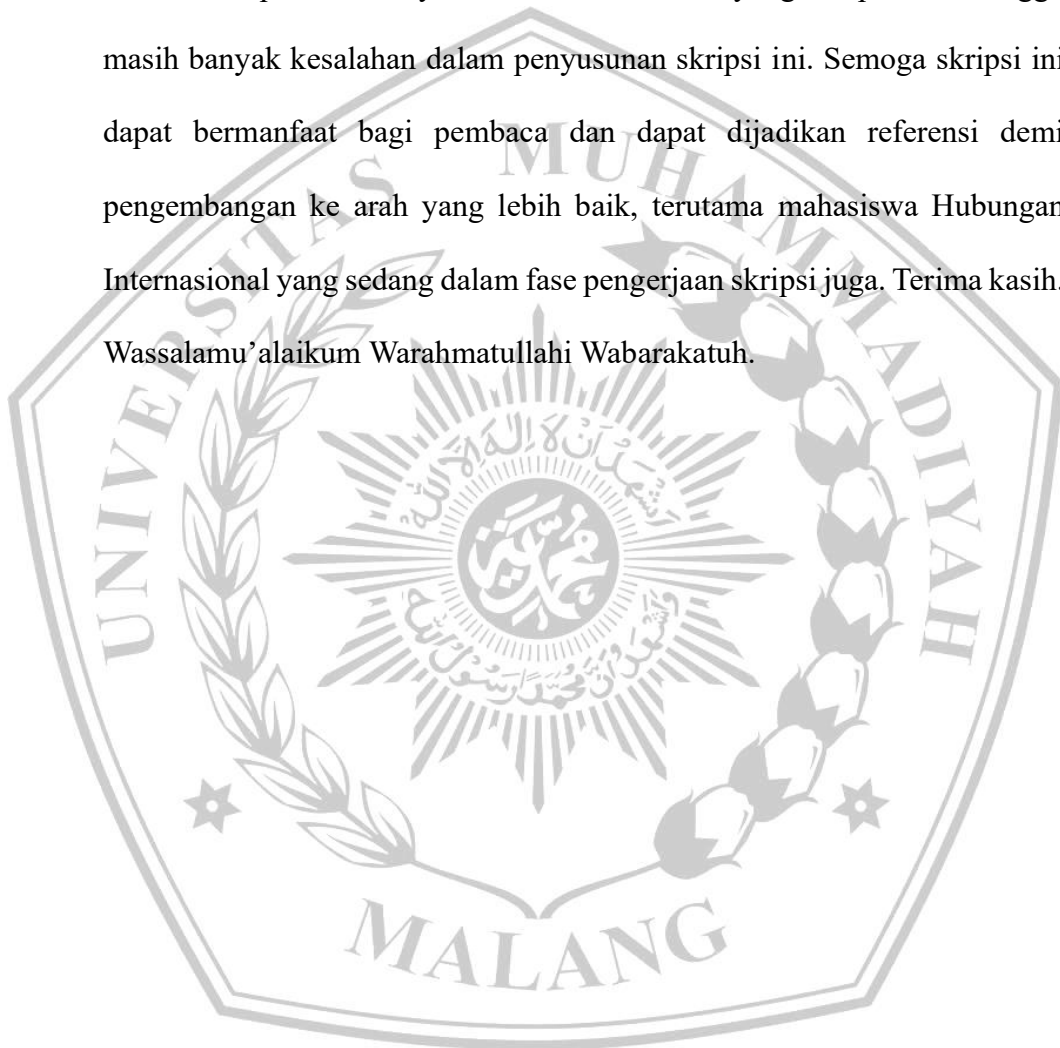 masih banyak kesalahan dalam penyusunan skripsi ini. Semoga skripsi ini
dapat bermanfaat bagi pembaca dan dapat dijadikan referensi demi
pengembangan ke arah yang lebih baik, terutama mahasiswa Hubungan
Internasional yang sedang dalam fase pengerjaan skripsi juga. Terima kasih.
Wassalamu’alaikum Warahmatullahi Wabarakatuh.
UNIVERSITAS MUHAMMADIYAH
MALANG